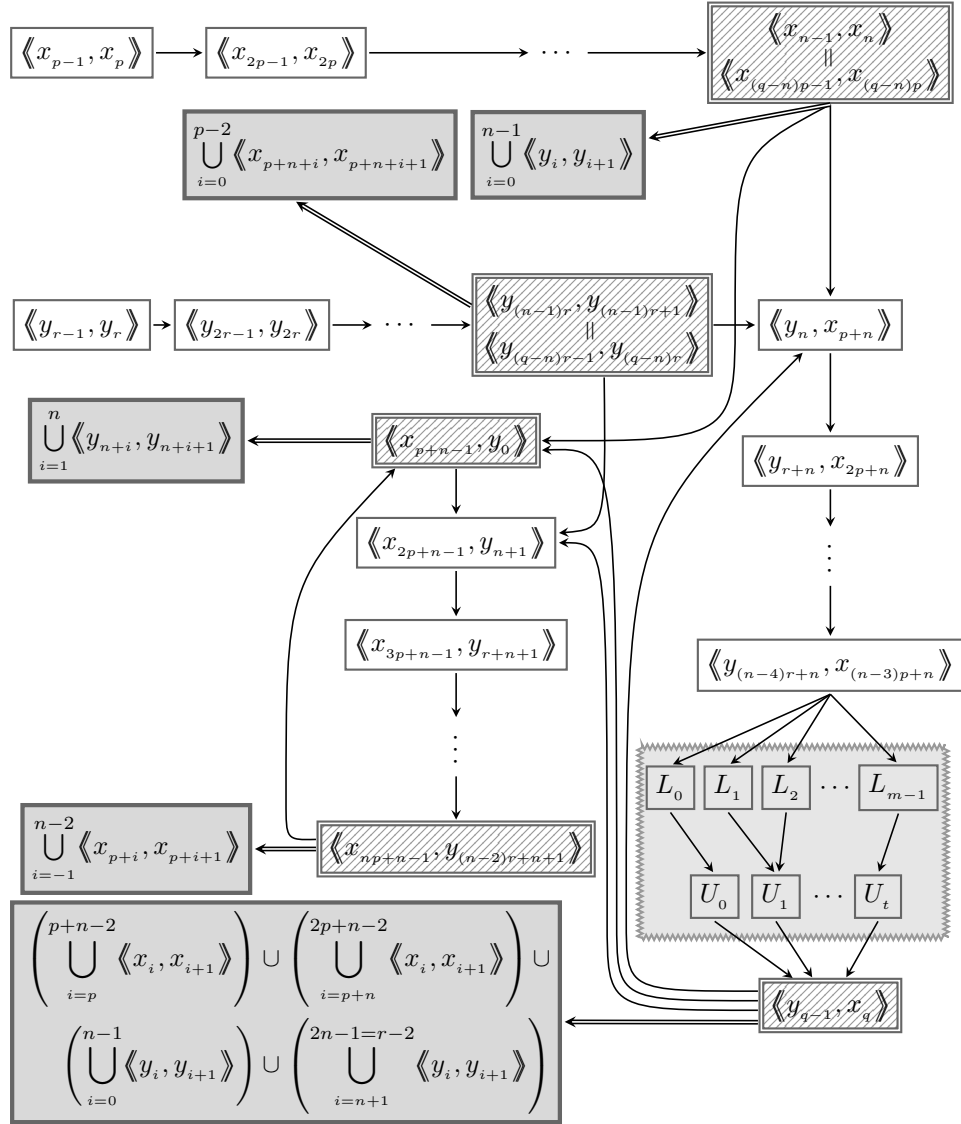 ⟪x_{p−1}, x_p⟫ ⟪x_{2p−1}, x_{2p}⟫ ⋯ ⟪x_{n−1}, x_n⟫
=
⟪x_{(q−n)p−1}, x_{(q−n)p}⟫
⋃_{i=0}^{p−2} ⟪x_{p+n+i}, x_{p+n+i+1}⟫ ⋃_{i=0}^{n−1} ⟪y_i, y_{i+1}⟫
⟪y_{r−1}, y_r⟫ ⟪y_{2r−1}, y_{2r}⟫ ⋯ ⟪y_{(n−1)r}, y_{(n−1)r+1}⟫
=
⟪y_{(q−n)r−1}, y_{(q−n)r}⟫ ⟪y_n, x_{p+n}⟫
⋃_{i=1}^{n} ⟪y_{n+i}, y_{n+i+1}⟫ ⟪x_{p+n−1}, y_0⟫ ⟪y_{r+n}, x_{2p+n}⟫
⟪x_{2p+n−1}, y_{n+1}⟫ ⋮
⟪x_{3p+n−1}, y_{r+n+1}⟫ ⟪y_{(n−4)r+n}, x_{(n−3)p+n}⟫
⋮
L_0 L_1 L_2 ⋯ L_{m−1}
⋃_{i=−1}^{n−2} ⟪x_{p+i}, x_{p+i+1}⟫ ⟪x_{np+n−1}, y_{(n−2)r+n+1}⟫
U_0 U_1 ⋯ U_t
(⋃_{i=p}^{p+n−2} ⟪x_i, x_{i+1}⟫) ∪ (⋃_{i=p+n}^{2p+n−2} ⟪x_i, x_{i+1}⟫) ∪
⟪y_{q−1}, x_q⟫
(⋃_{i=0}^{n−1} ⟪y_i, y_{i+1}⟫) ∪ (⋃_{i=n+1}^{2n−1=r−2} ⟪y_i, y_{i+1}⟫)